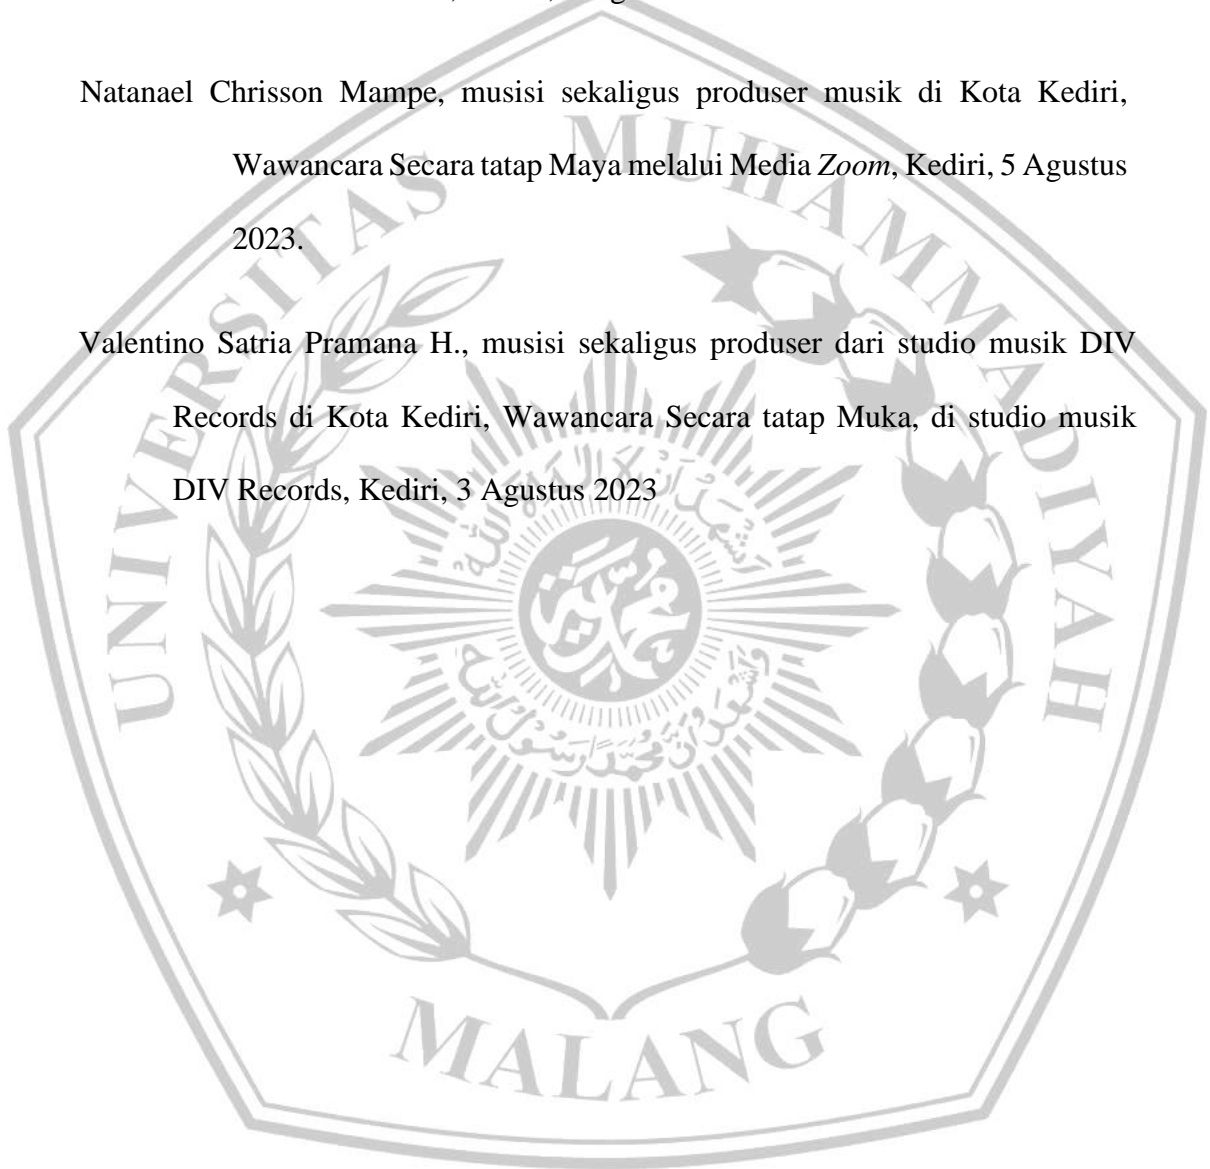 Natanael Chrisson Mampe, musisi sekaligus produser musik di Kota Kediri,
Wawancara Secara tatap Maya melalui Media Zoom, Kediri, 5 Agustus
2023.
Valentino Satria Pramana H., musisi sekaligus produser dari studio musik DIV
Records di Kota Kediri, Wawancara Secara tatap Muka, di studio musik
DIV Records, Kediri, 3 Agustus 2023
UNIVERSITAS MUHAMMADIYAH
MALANG